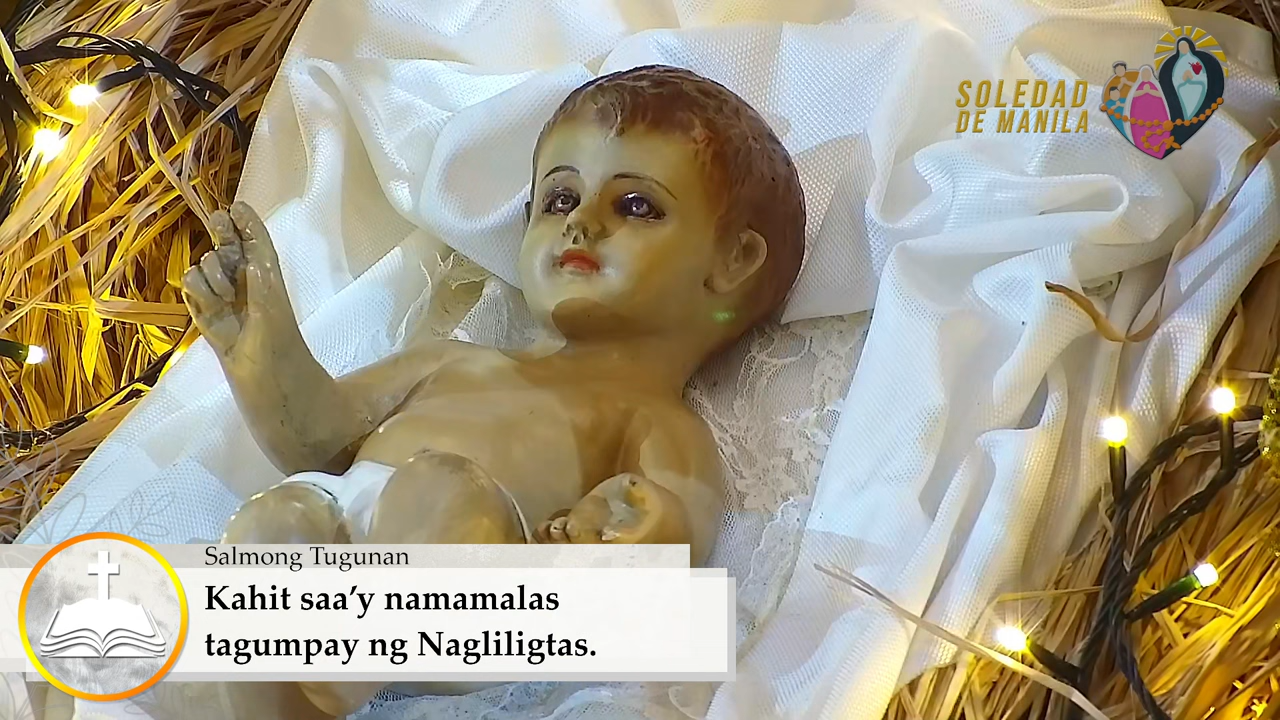 SOLEDAD
DE MANILA
Salmong Tugunan
Kahit saa’y namamalas
tagumpay ng Nagliligtas.